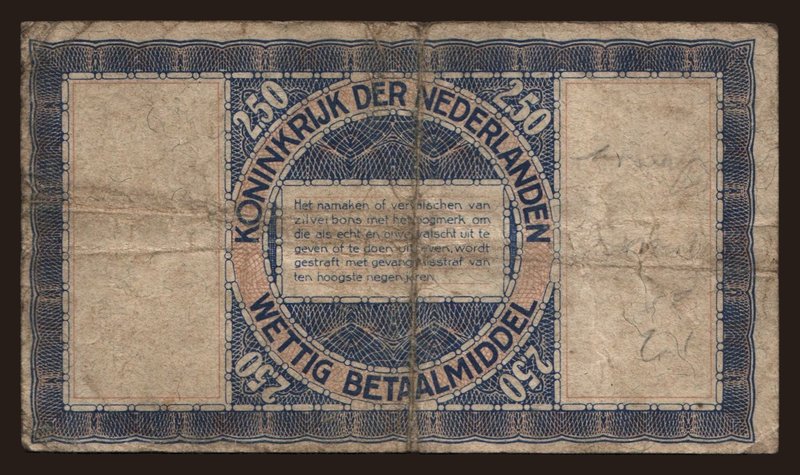 250
250
KONINKRIJK DER NEDERLANDEN
Het namaken of vervalschen van
zilverbons met het oogmerk om
die als echt en onvervalscht uit te
geven of te doen uitgeven, wordt
gestraft met gevangenisstraf van
ten hoogste negen jaren.
WETTIG BETAALMIDDEL
250
250